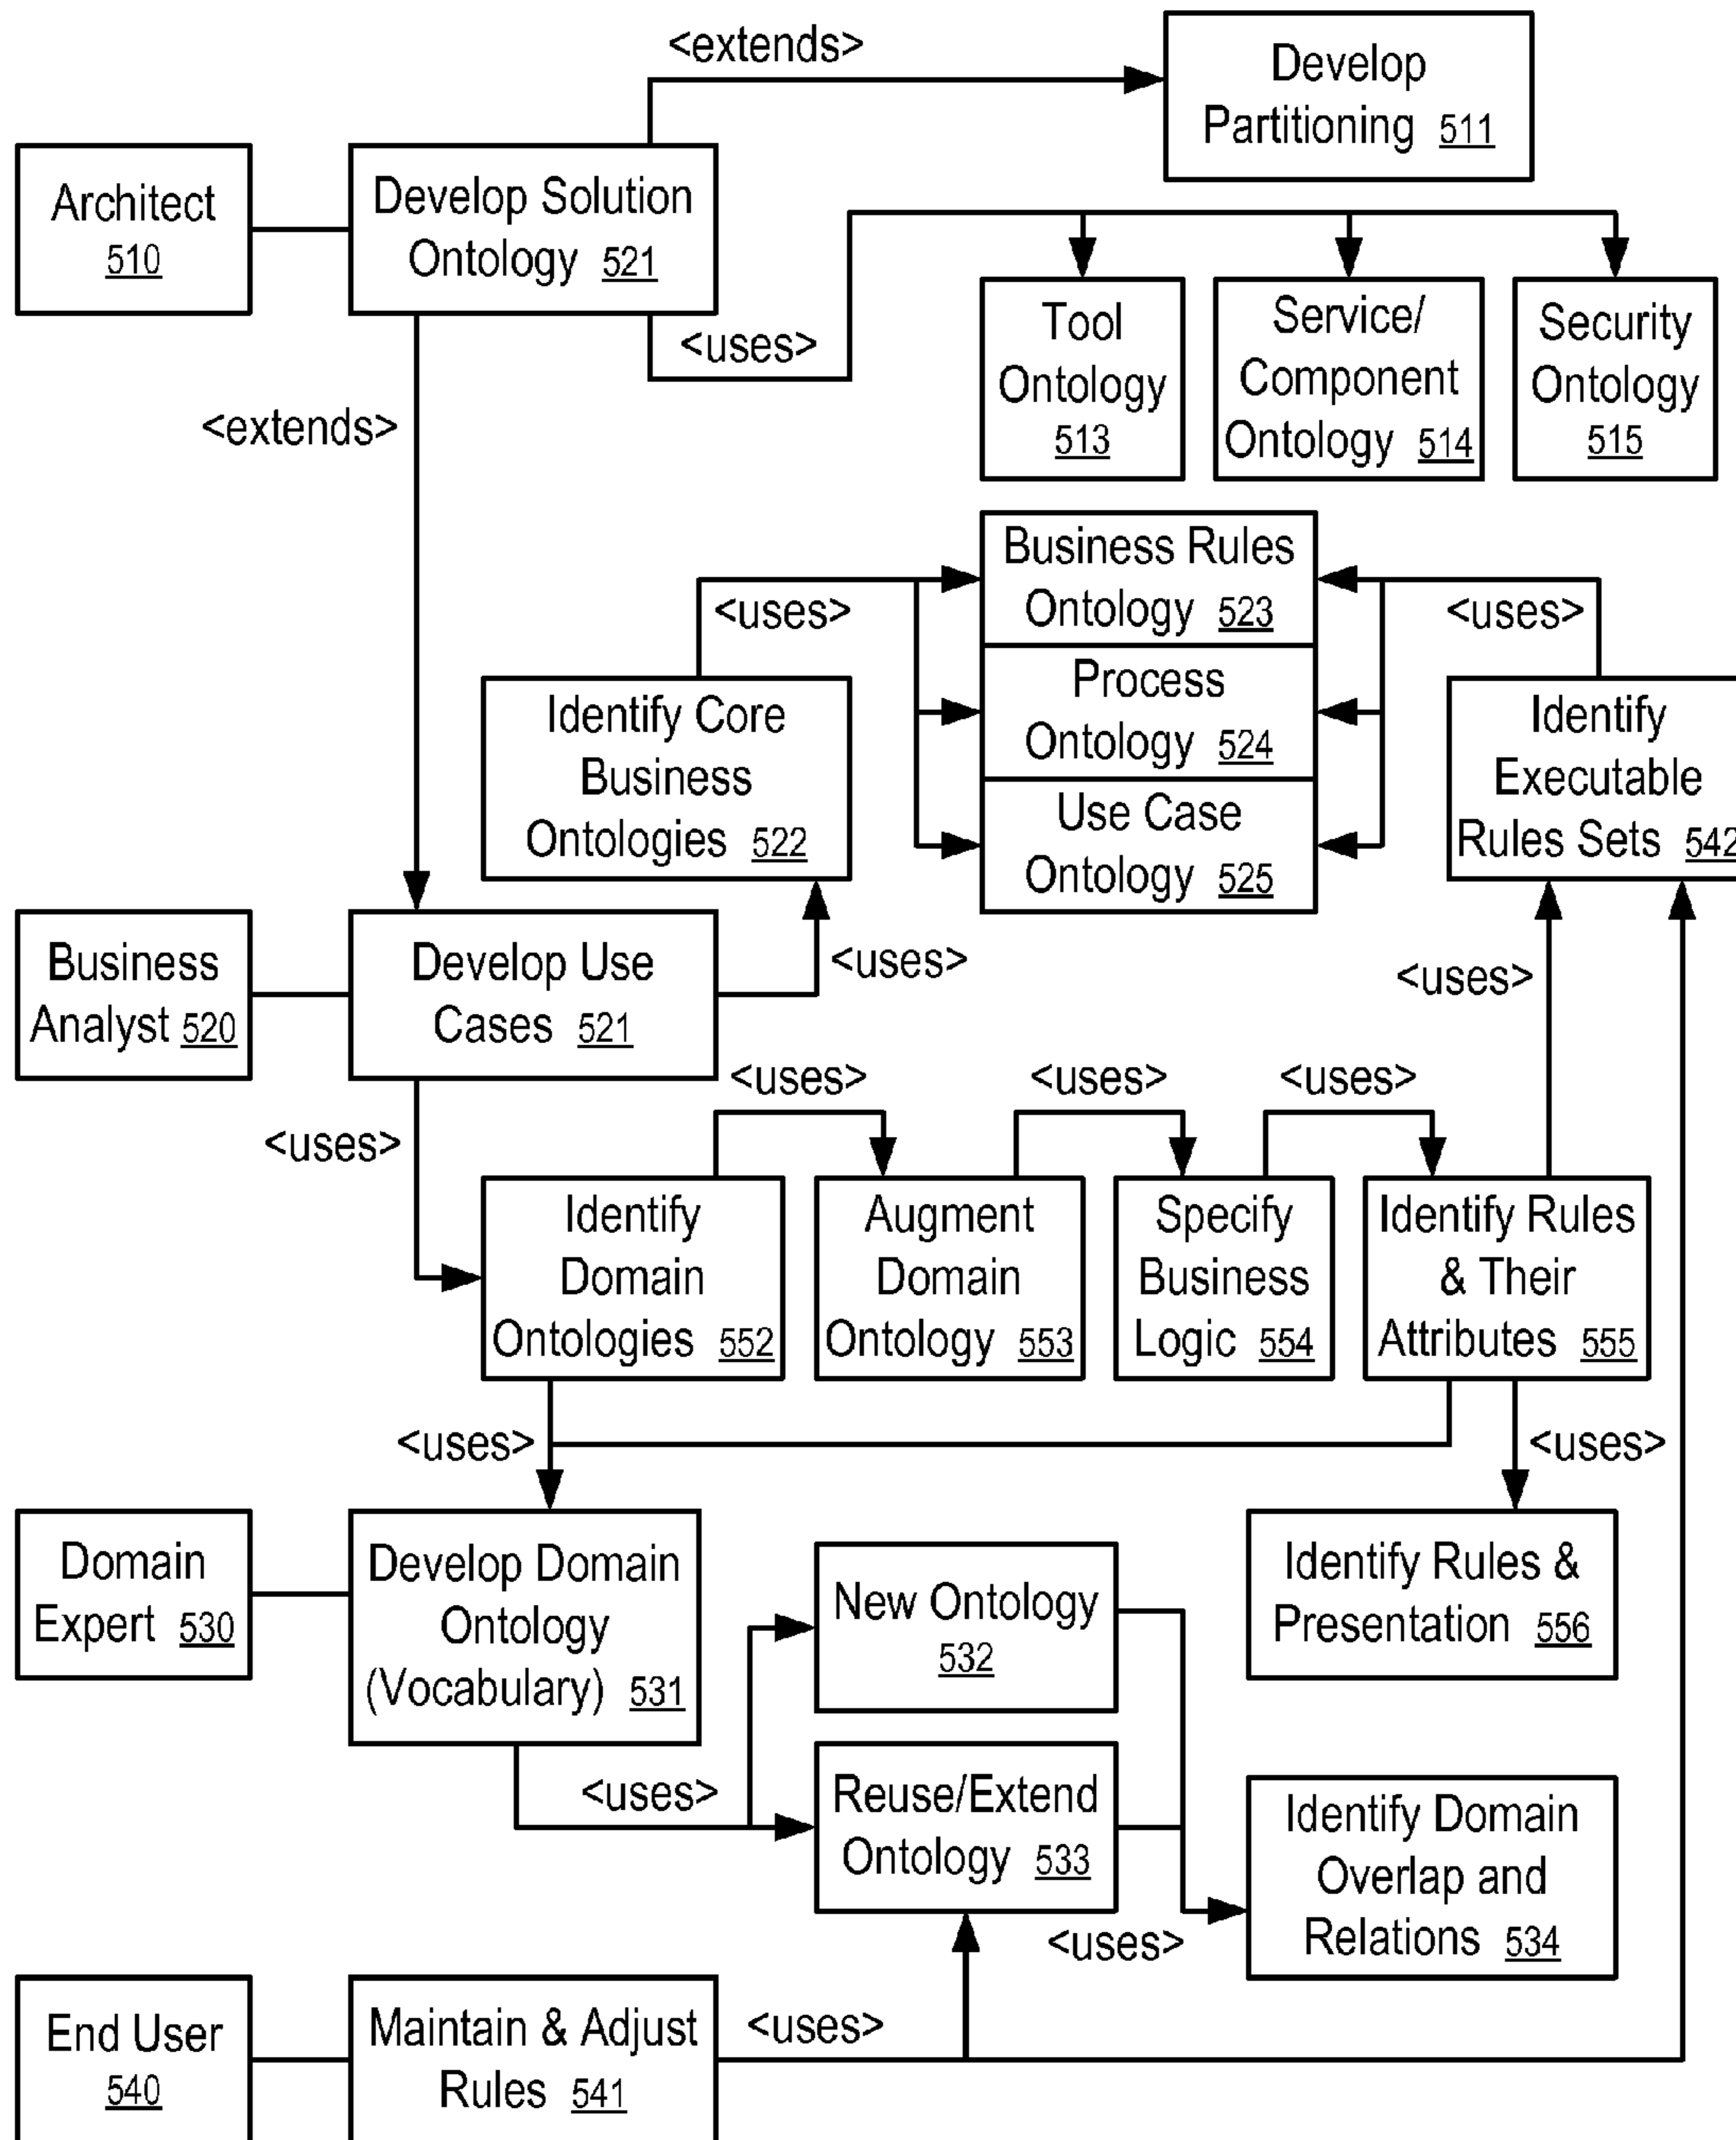 <extends>
Develop
Partitioning 511
Architect
510
Develop Solution
Ontology 521
<uses>
Tool
Ontology
513
Service/
Component
Ontology 514
Security
Ontology
515
<extends>
Business Rules
Ontology 523
Process
Ontology 524
Use Case
Ontology 525
<uses>
<uses>
Identify Core
Business
Ontologies 522
Identify
Executable
Rules Sets 542
Business
Analyst 520
Develop Use
Cases 521
<uses>
<uses>
<uses>
<uses>
<uses>
<uses>
Identify
Domain
Ontologies 552
Augment
Domain
Ontology 553
Specify
Business
Logic 554
Identify Rules
& Their
Attributes 555
<uses>
<uses>
Domain
Expert 530
Develop Domain
Ontology
(Vocabulary) 531
New Ontology
532
Identify Rules &
Presentation 556
<uses>
Reuse/Extend
Ontology 533
Identify Domain
Overlap and
Relations 534
<uses>
End User
540
Maintain & Adjust
Rules 541
<uses>